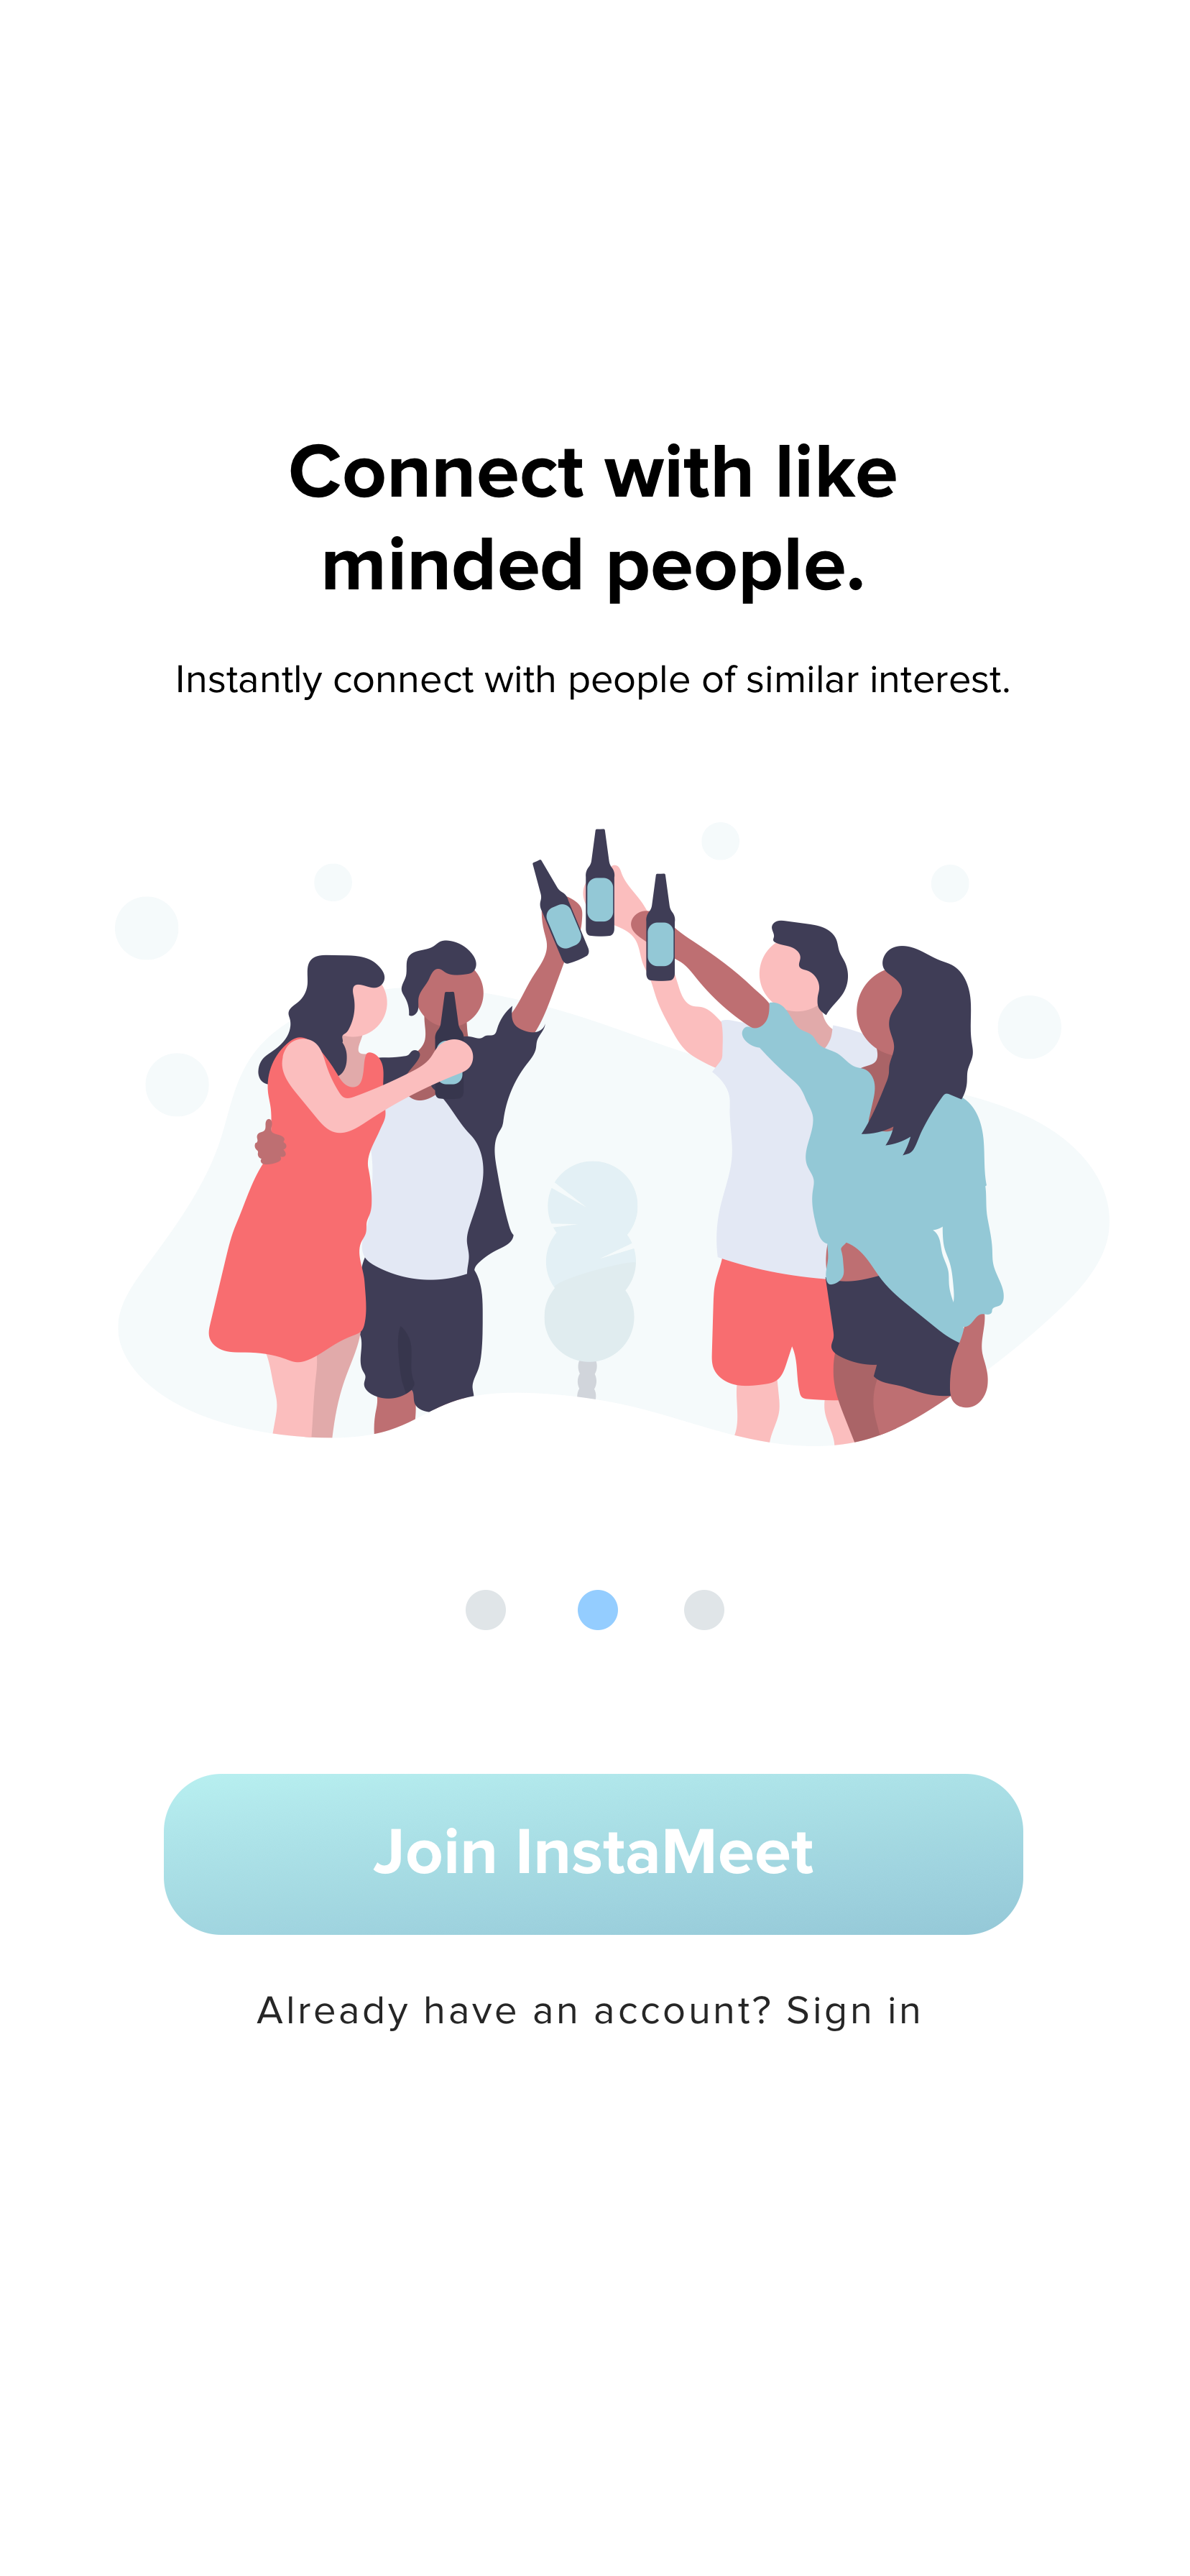 Connect with like
minded people.
Instantly connect with people of similar interest.
Join InstaMeet
Already have an account? Sign in